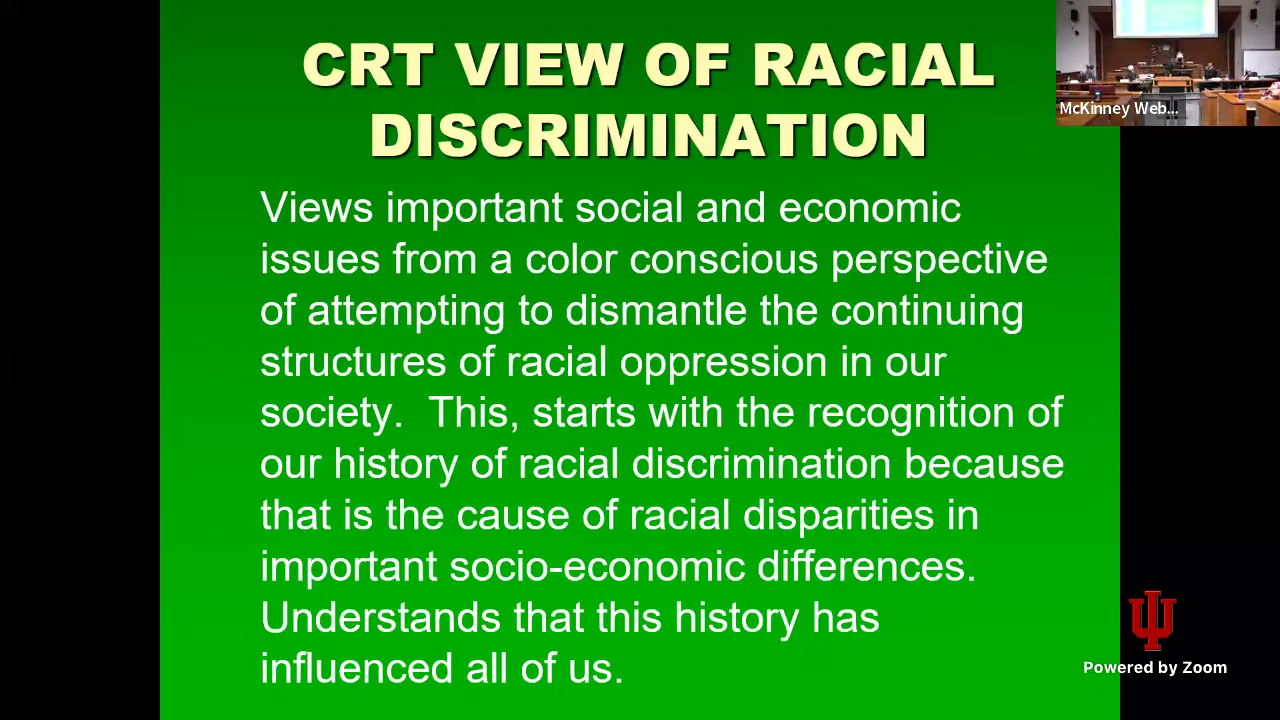 CRT VIEW OF RACIAL
DISCRIMINATION
McKinney Web...
Views important social and economic
issues from a color conscious perspective
of attempting to dismantle the continuing
structures of racial oppression in our
society.  This, starts with the recognition of
our history of racial discrimination because
that is the cause of racial disparities in
important socio-economic differences.
Understands that this history has
influenced all of us.
Powered by Zoom